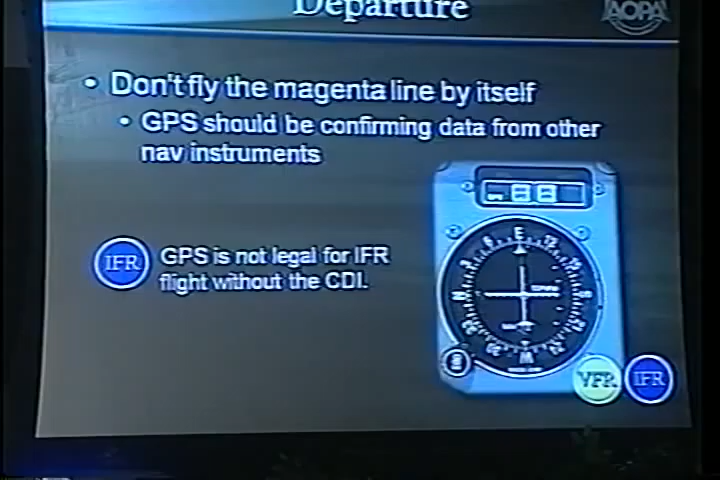 Departure
AOPA
Don't fly the magenta line by itself
GPS should be confirming data from other
nav instruments
IFR
GPS is not legal for IFR
flight without the CDI.
E
W
VFR
IFR